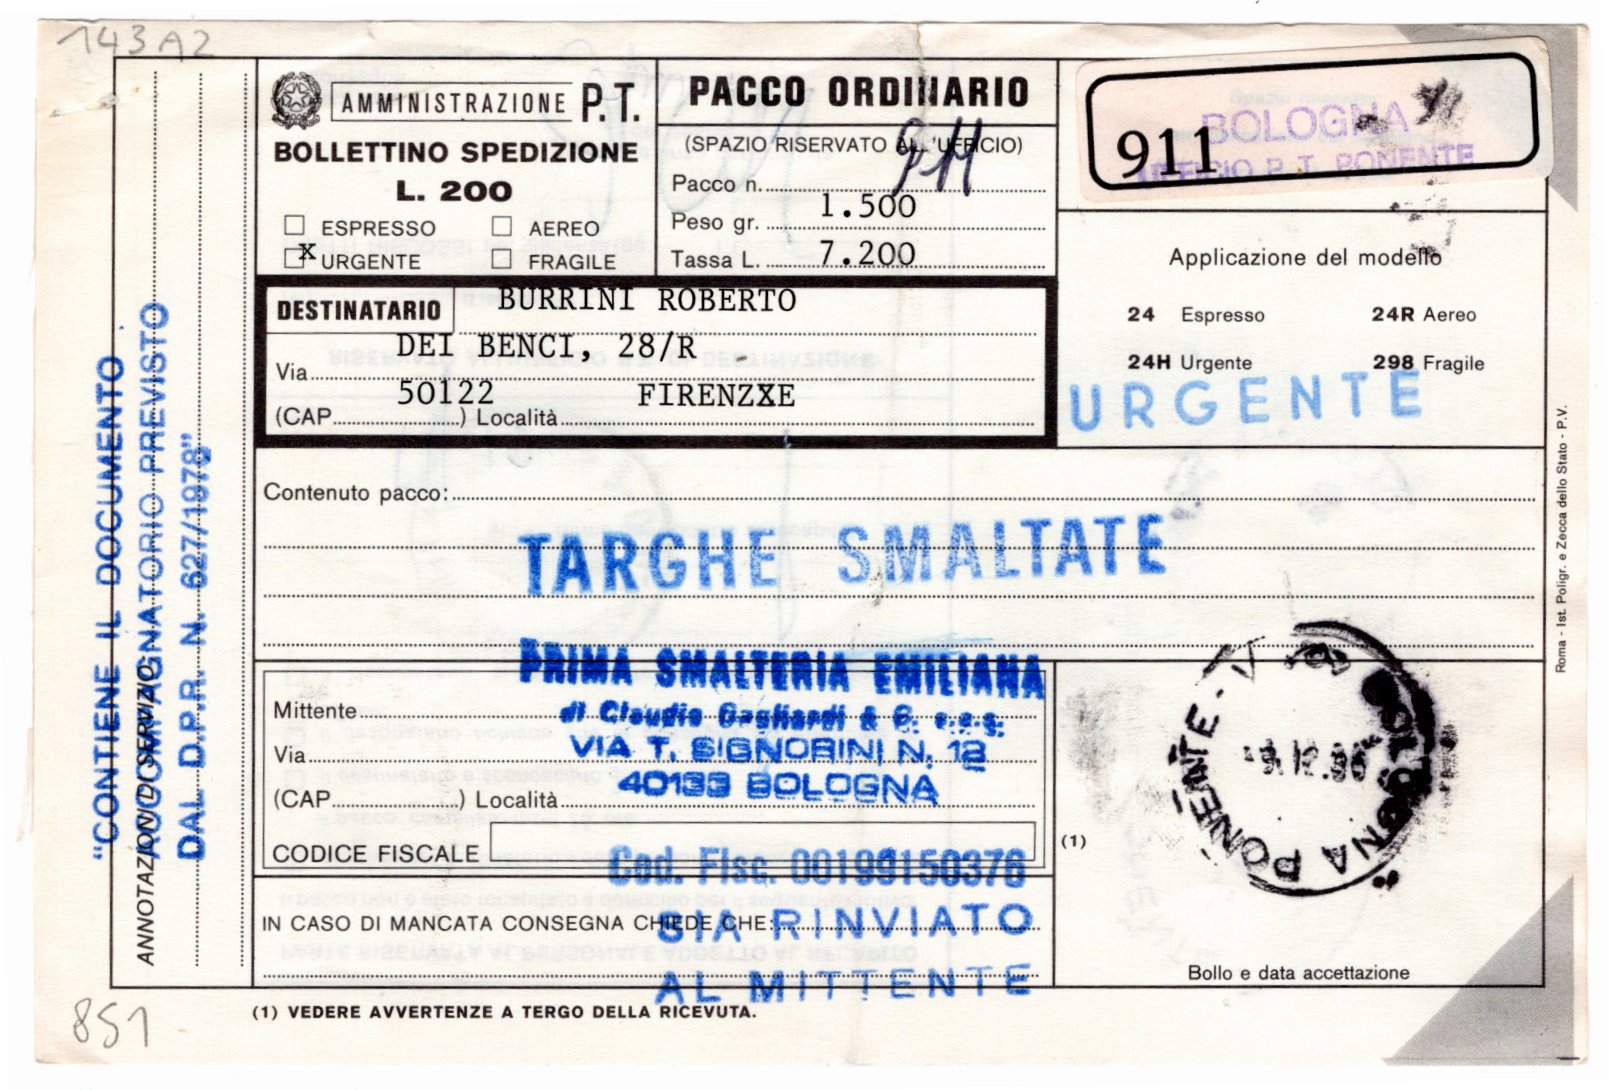 143A2
AMMINISTRAZIONE P.T.
BOLLETTINO SPEDIZIONE
L. 200
ESPRESSO AEREO
X URGENTE FRAGILE
PACCO ORDINARIO
(SPAZIO RISERVATO ALL'UFFICIO)
Pacco n. 911
Peso gr. 1.500
Tassa L. 7.200
911
BOLOGNA
UFFICIO P.T. PONENTE
Applicazione del modello
24 Espresso 24R Aereo
24H Urgente 298 Fragile
URGENTE
DESTINATARIO BURRINI ROBERTO
Via DEI BENCI, 28/R
(CAP 50122) Località FIRENZXE
Contenuto pacco:
TARGHE SMALTATE
PRIMA SMALTERIA EMILIANA
Mittente di Claudio Gagliardi & C. s.a.s.
Via VIA T. SIGNORINI N. 12
(CAP ) Località 40133 BOLOGNA
CODICE FISCALE Cod. Fisc. 00199150376
IN CASO DI MANCATA CONSEGNA CHIEDE CHE: SIA RINVIATO
AL MITTENTE
(1)
BOLOGNA PONENTE
Bollo e data accettazione
(1) VEDERE AVVERTENZE A TERGO DELLA RICEVUTA.
ANNOTAZIONI DI SERVIZIO:
"CONTIENE IL DOCUMENTO
ACCOMPAGNATORIO PREVISTO
DAL D.P.R. N. 627/1978"
Roma - Ist. Poligr. e Zecca dello Stato - P.V.
851